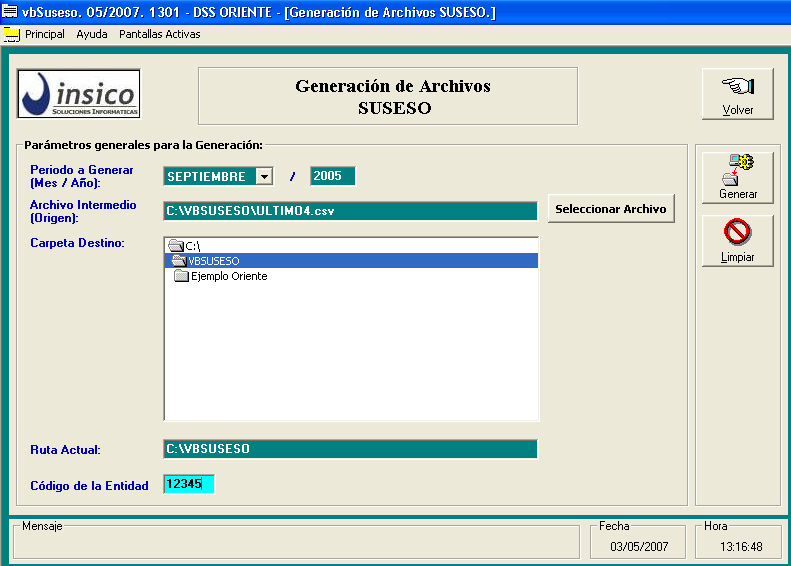 vbSuseso. 05/2007. 1301 - DSS ORIENTE - [Generación de Archivos SUSESO.]
Principal Ayuda Pantallas Activas
insico
SOLUCIONES INFORMATICAS
Generación de Archivos
SUSESO
Volver
Parámetros generales para la Generación:
Periodo a Generar
(Mes / Año):
SEPTIEMBRE / 2005
Generar
Archivo Intermedio
(Origen):
C:\VBSUSESO\ULTIMO4.csv
Seleccionar Archivo
Carpeta Destino:
C:\
VBSUSESO
Ejemplo Oriente
Limpiar
Ruta Actual:
C:\VBSUSESO
Código de la Entidad
12345
Mensaje
Fecha
03/05/2007
Hora
13:16:48